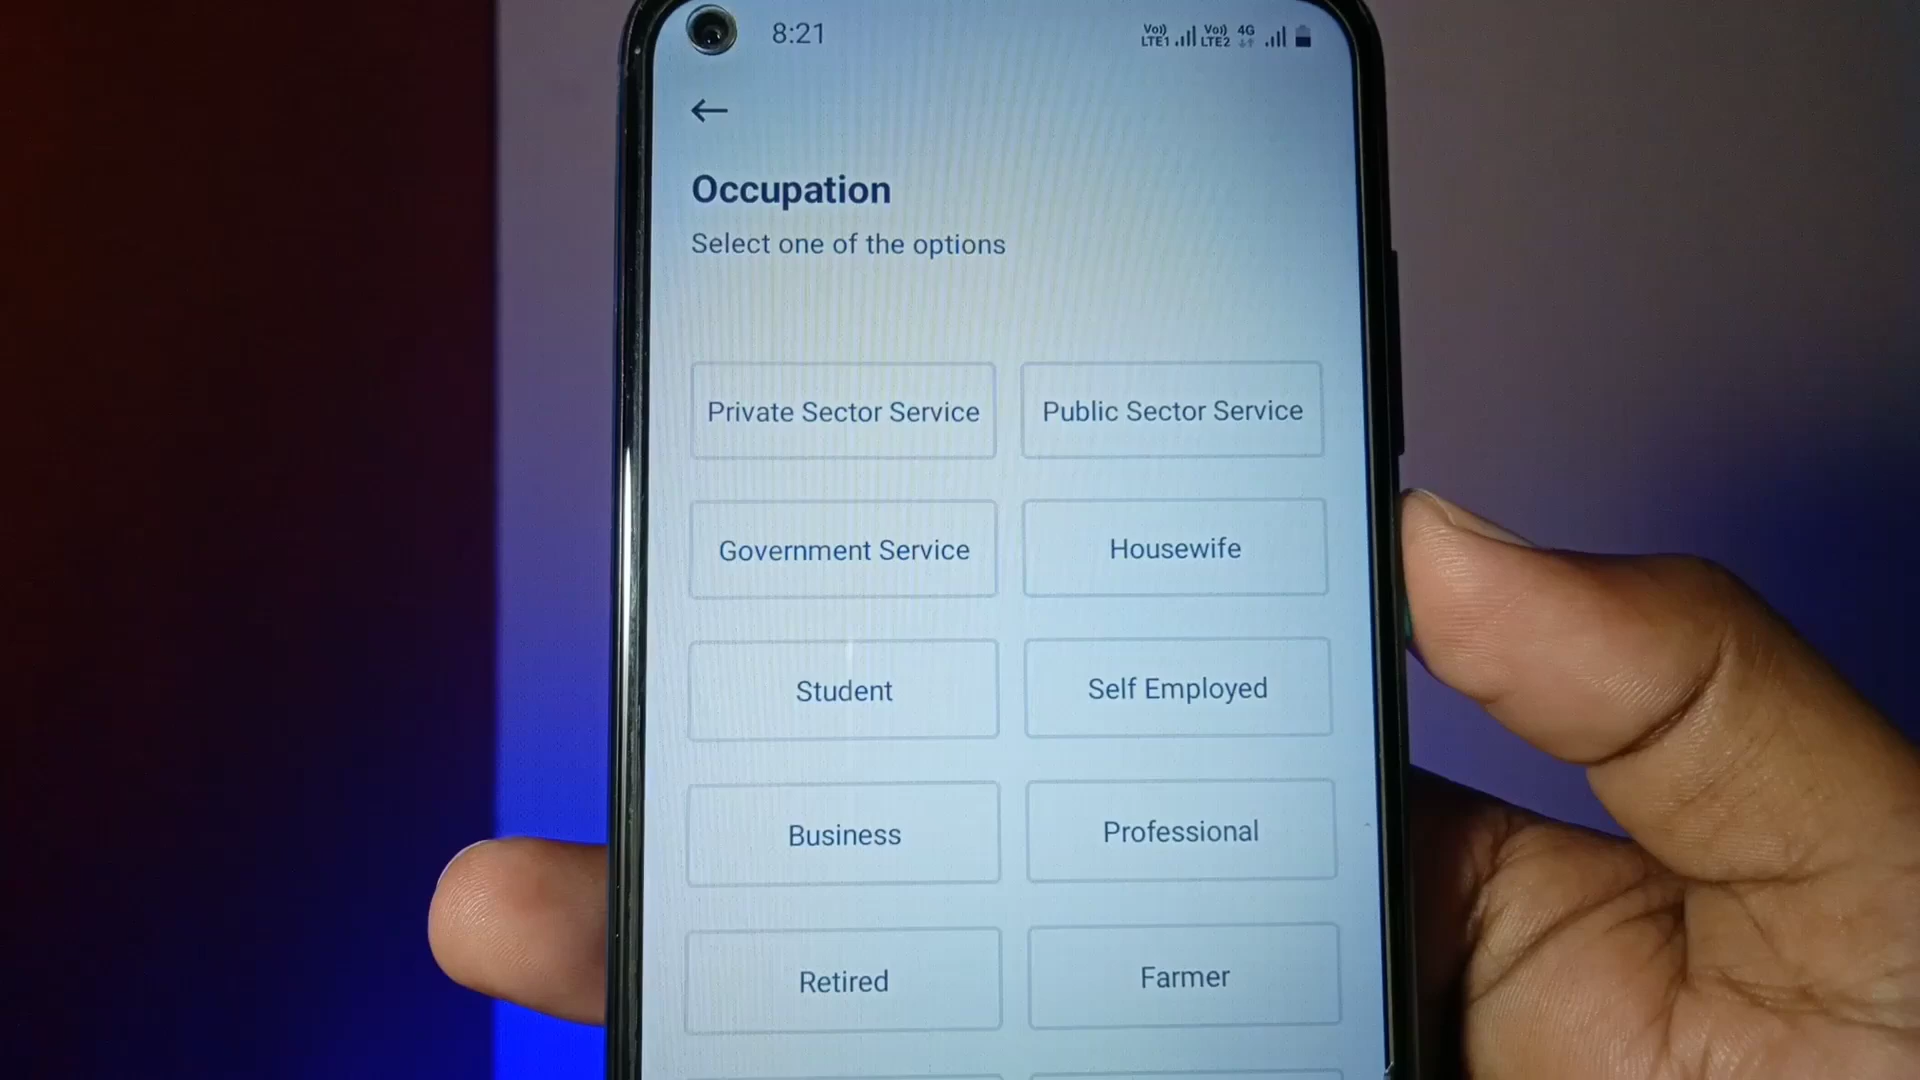 8:21
Vo) LTE1 Vo) LTE2 4G
Occupation
Select one of the options
Private Sector Service
Public Sector Service
Government Service
Housewife
Student
Self Employed
Business
Professional
Retired
Farmer